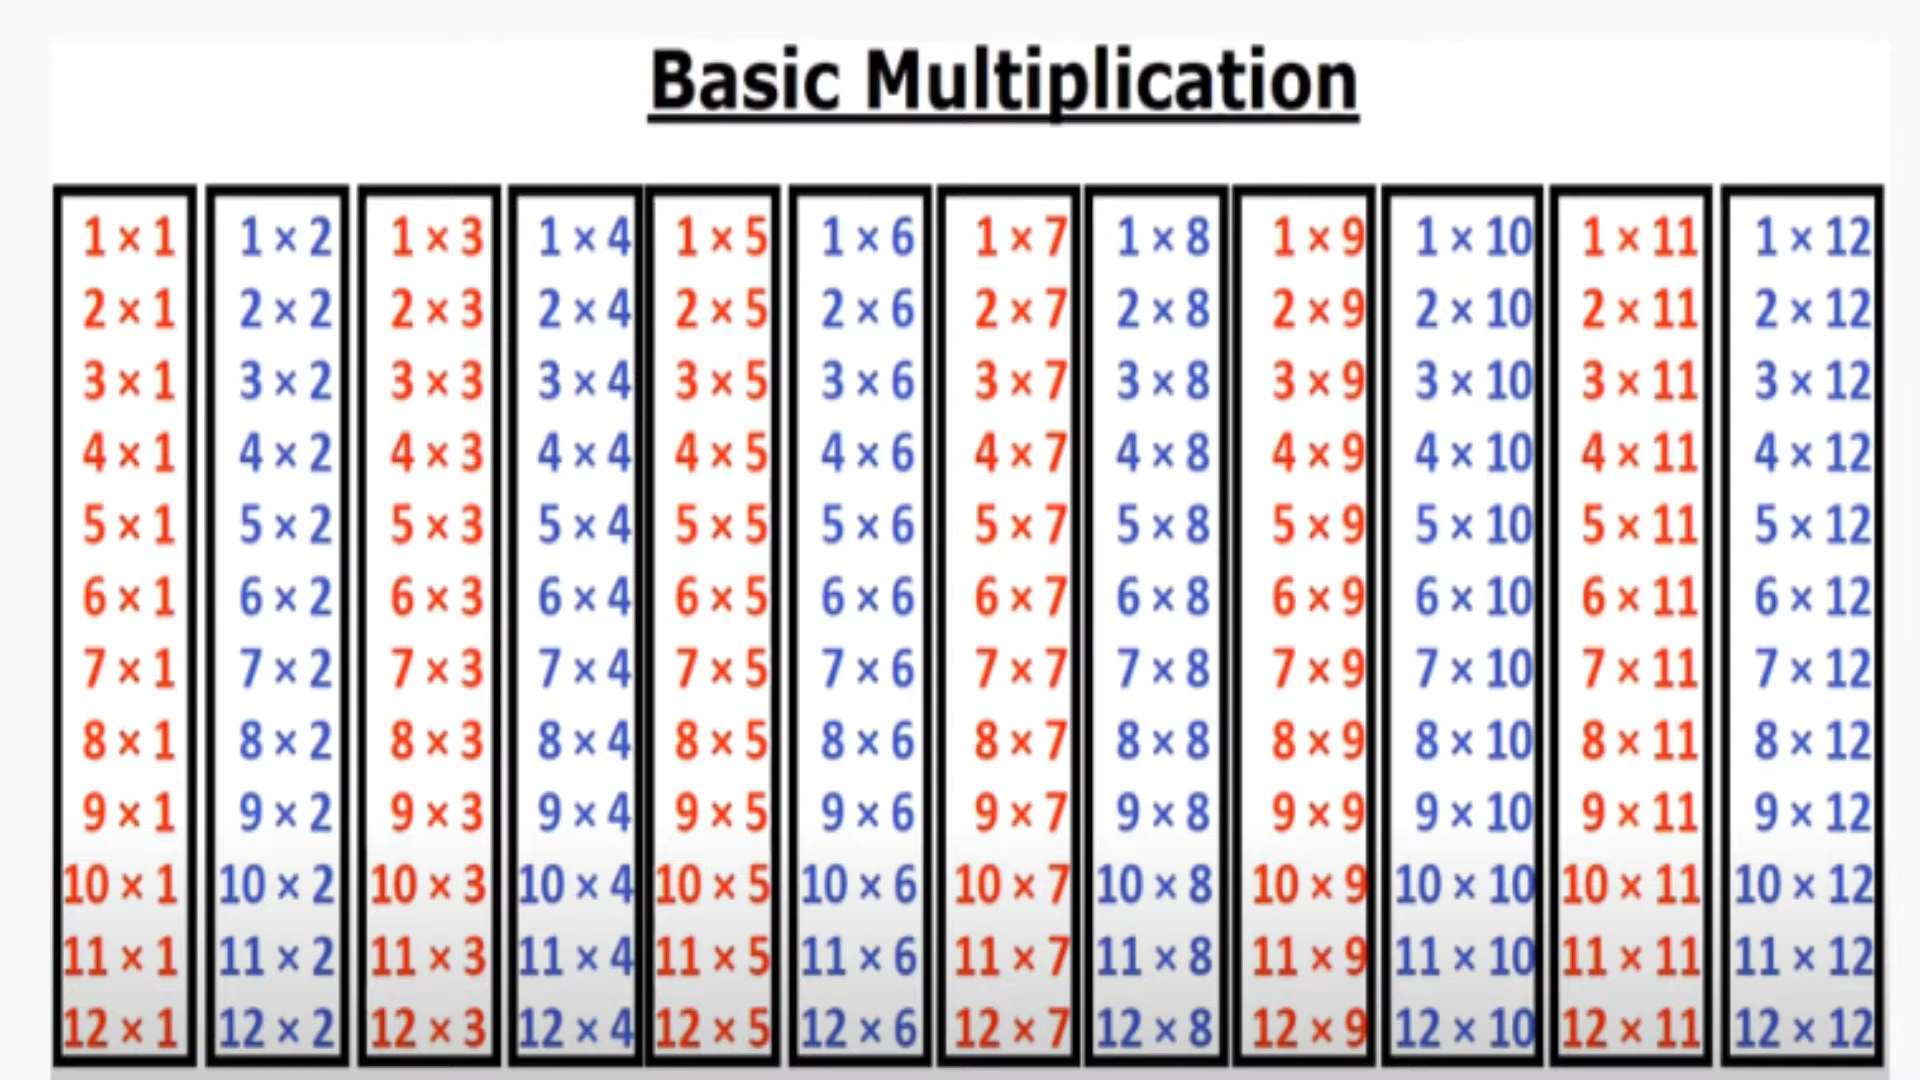 Basic Multiplication
1 × 1 1 × 2 1 × 3 1 × 4 1 × 5 1 × 6 1 × 7 1 × 8 1 × 9 1 × 10 1 × 11 1 × 12
2 × 1 2 × 2 2 × 3 2 × 4 2 × 5 2 × 6 2 × 7 2 × 8 2 × 9 2 × 10 2 × 11 2 × 12
3 × 1 3 × 2 3 × 3 3 × 4 3 × 5 3 × 6 3 × 7 3 × 8 3 × 9 3 × 10 3 × 11 3 × 12
4 × 1 4 × 2 4 × 3 4 × 4 4 × 5 4 × 6 4 × 7 4 × 8 4 × 9 4 × 10 4 × 11 4 × 12
5 × 1 5 × 2 5 × 3 5 × 4 5 × 5 5 × 6 5 × 7 5 × 8 5 × 9 5 × 10 5 × 11 5 × 12
6 × 1 6 × 2 6 × 3 6 × 4 6 × 5 6 × 6 6 × 7 6 × 8 6 × 9 6 × 10 6 × 11 6 × 12
7 × 1 7 × 2 7 × 3 7 × 4 7 × 5 7 × 6 7 × 7 7 × 8 7 × 9 7 × 10 7 × 11 7 × 12
8 × 1 8 × 2 8 × 3 8 × 4 8 × 5 8 × 6 8 × 7 8 × 8 8 × 9 8 × 10 8 × 11 8 × 12
9 × 1 9 × 2 9 × 3 9 × 4 9 × 5 9 × 6 9 × 7 9 × 8 9 × 9 9 × 10 9 × 11 9 × 12
10 × 1 10 × 2 10 × 3 10 × 4 10 × 5 10 × 6 10 × 7 10 × 8 10 × 9 10 × 10 10 × 11 10 × 12
11 × 1 11 × 2 11 × 3 11 × 4 11 × 5 11 × 6 11 × 7 11 × 8 11 × 9 11 × 10 11 × 11 11 × 12
12 × 1 12 × 2 12 × 3 12 × 4 12 × 5 12 × 6 12 × 7 12 × 8 12 × 9 12 × 10 12 × 11 12 × 12